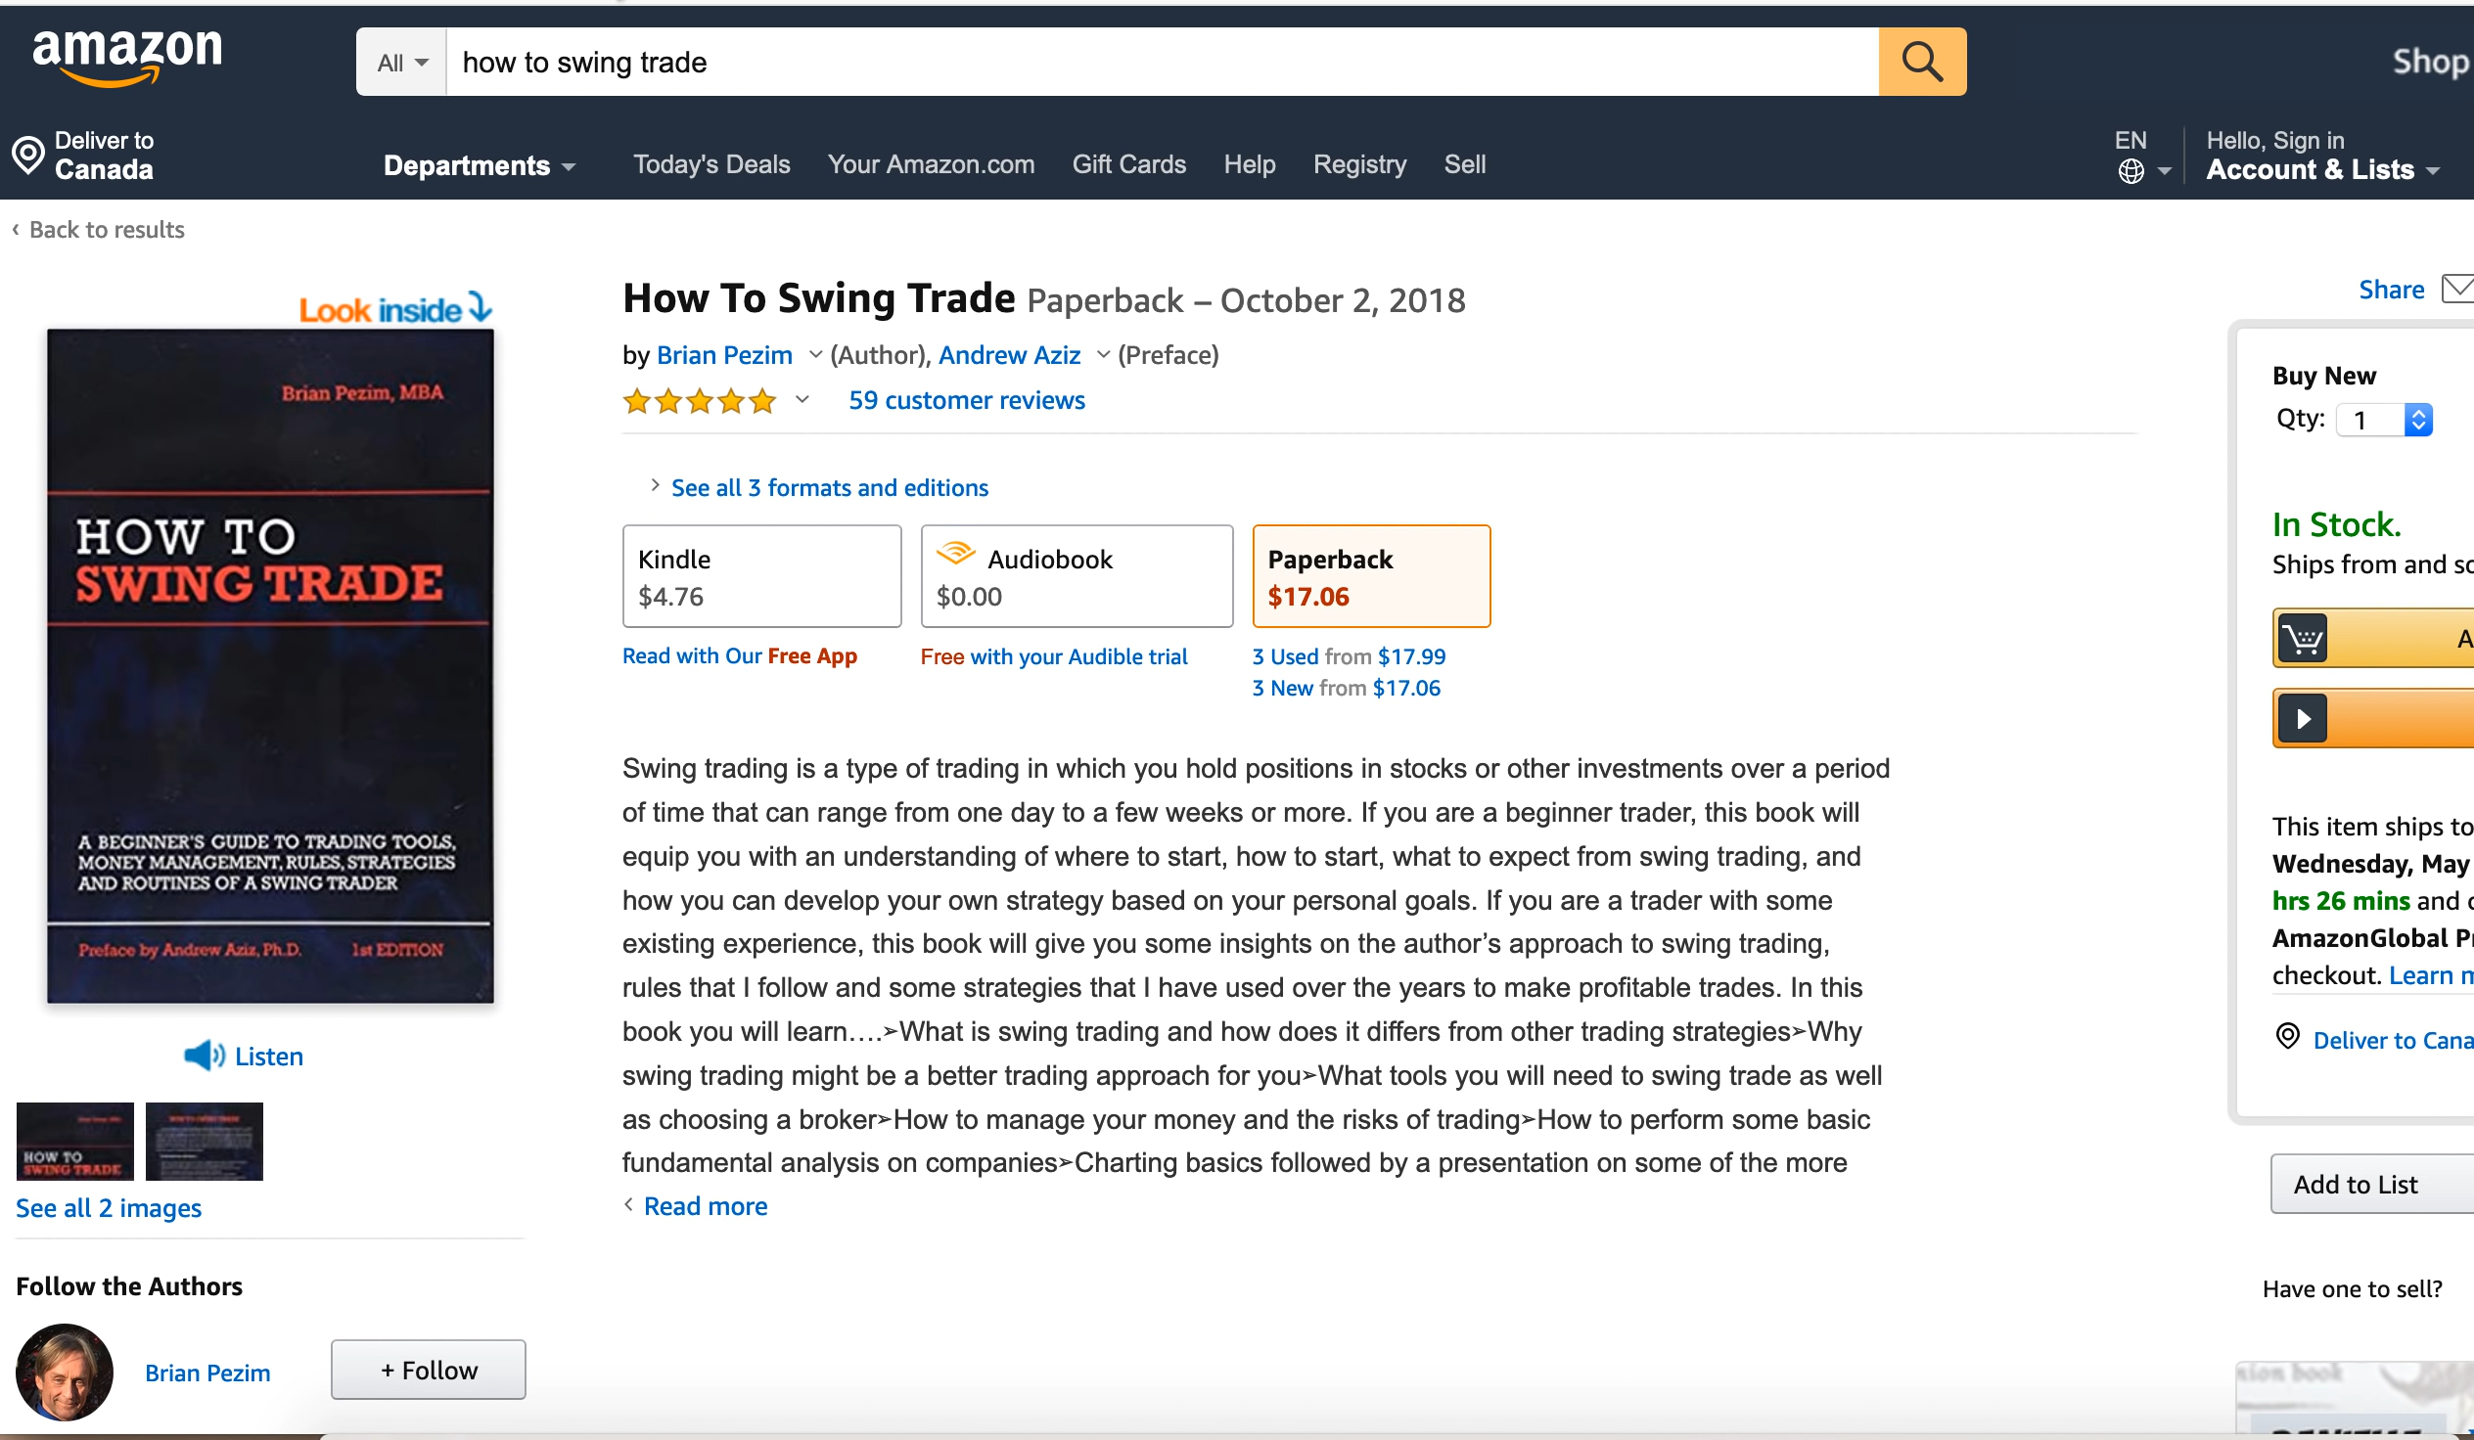 amazon
All
how to swing trade
Shop
Deliver to
Canada
Departments
Today's Deals
Your Amazon.com
Gift Cards
Help
Registry
Sell
EN
Hello, Sign in
Account & Lists
‹ Back to results
Look inside
Brian Pezim, MBA
HOW TO
SWING TRADE
A BEGINNER'S GUIDE TO TRADING TOOLS,
MONEY MANAGEMENT, RULES, STRATEGIES
AND ROUTINES OF A SWING TRADER
Preface by Andrew Aziz, Ph.D. 1st EDITION
Listen
HOW TO
SWING TRADE
See all 2 images
Follow the Authors
Brian Pezim
+ Follow
How To Swing Trade Paperback – October 2, 2018
by Brian Pezim (Author), Andrew Aziz (Preface)
59 customer reviews
See all 3 formats and editions
Kindle
$4.76
Read with Our Free App
Audiobook
$0.00
Free with your Audible trial
Paperback
$17.06
3 Used from $17.99
3 New from $17.06
Swing trading is a type of trading in which you hold positions in stocks or other investments over a period
of time that can range from one day to a few weeks or more. If you are a beginner trader, this book will
equip you with an understanding of where to start, how to start, what to expect from swing trading, and
how you can develop your own strategy based on your personal goals. If you are a trader with some
existing experience, this book will give you some insights on the author’s approach to swing trading,
rules that I follow and some strategies that I have used over the years to make profitable trades. In this
book you will learn….➢What is swing trading and how does it differs from other trading strategies➢Why
swing trading might be a better trading approach for you➢What tools you will need to swing trade as well
as choosing a broker➢How to manage your money and the risks of trading➢How to perform some basic
fundamental analysis on companies➢Charting basics followed by a presentation on some of the more
Read more
Share
Buy New
Qty: 1
In Stock.
Ships from and so
A
This item ships to
Wednesday, May
hrs 26 mins and
AmazonGlobal Pr
checkout. Learn m
Deliver to Cana
Add to List
Have one to sell?